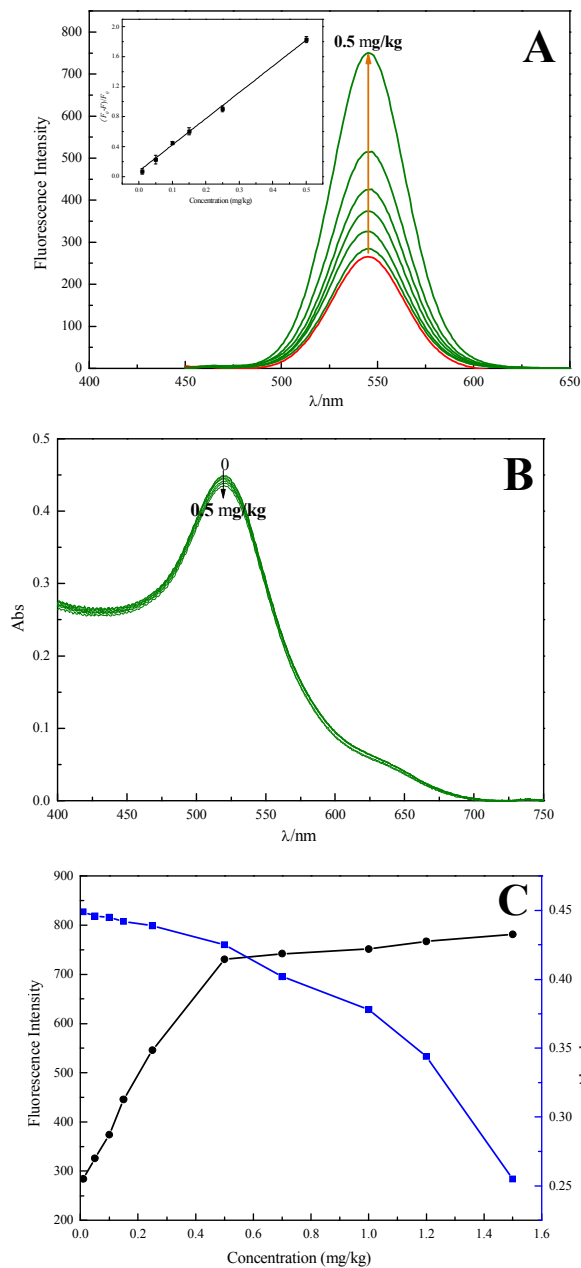 A
0.5 mg/kg
800
700
600
500
400
300
200
100
0
Fluorescence Intensity
400 450 500 550 600 650
λ/nm
2.0
1.6
1.2
0.8
0.4
0.0
0.0 0.1 0.2 0.3 0.4 0.5
Concentration (mg/kg)
(F₀-F)/F₀
B
0
0.5 mg/kg
0.5
0.4
0.3
0.2
0.1
0.0
Abs
400 450 500 550 600 650 700 750
λ/nm
C
900
800
700
600
500
400
300
200
Fluorescence Intensity
0.45
0.40
0.35
0.30
0.25
0.0 0.2 0.4 0.6 0.8 1.0 1.2 1.4 1.6
Concentration (mg/kg)